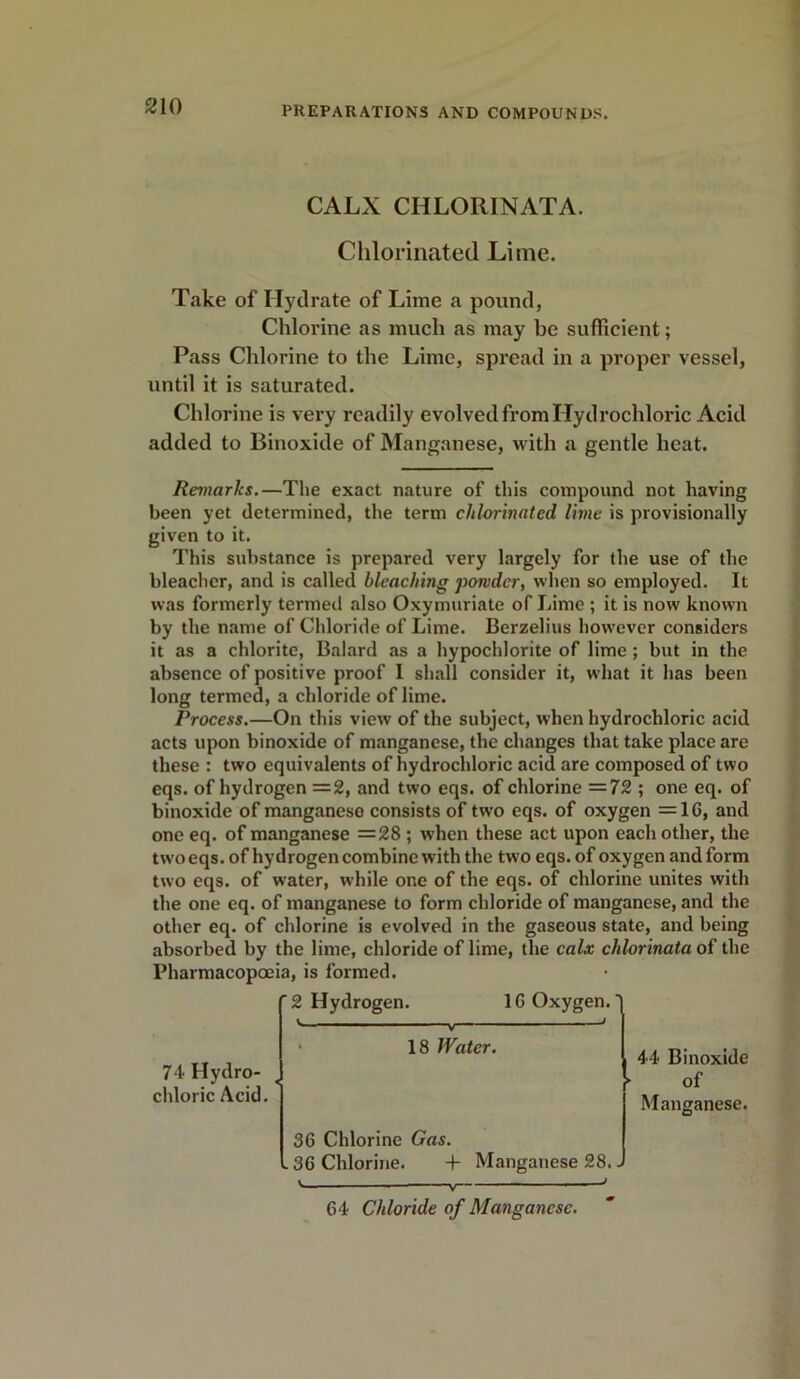 210
PREPARATIONS AND COMPOUNDS.
CALX CHLORINATA.
Chlorinated Lime.
Take of Hydrate of Lime a pound,
Chlorine as much as may be sufficient;
Pass Chlorine to the Lime, spread in a proper vessel,
until it is saturated.
Chlorine is very readily evolved from Hydrochloric Acid
added to Binoxide of Manganese, with a gentle heat.
Remarks.—The exact nature of this compound not having
been yet determined, the term chlorinated lime is provisionally
given to it.
This substance is prepared very largely for the use of the
bleacher, and is called bleaching powder, when so employed. It
was formerly termed also Oxymuriate of Lime ; it is now known
by the name of Chloride of Lime. Berzelius however considers
it as a chlorite, Balard as a hypochlorite of lime ; but in the
absence of positive proof I shall consider it, what it has been
long termed, a chloride of lime.
Process.—On this view of the subject, when hydrochloric acid
acts upon binoxide of manganese, the changes that take place are
these : two equivalents of hydrochloric acid are composed of two
eqs. of hydrogen =2, and two eqs. of chlorine =72 ; one eq. of
binoxide of manganese consists of two eqs. of oxygen =16, and
one eq. of manganese =28 ; when these act upon each other, the
two eqs. of hydrogen combine with the two eqs. of oxygen and form
two eqs. of water, while one of the eqs. of chlorine unites with
the one eq. of manganese to form chloride of manganese, and the
other eq. of chlorine is evolved in the gaseous state, and being
absorbed by the lime, chloride of lime, the calx chlorinata of the
Pharmacopœia, is formed.
2 Hydrogen. 16 Oxygen.
18 Water.
74 Hydro-
chloric Acid.
44 Binoxide
of
Manganese.
36 Chlorine Gas.
36 Chlorine. + Manganese 28.
64 Chloride of Manganese.